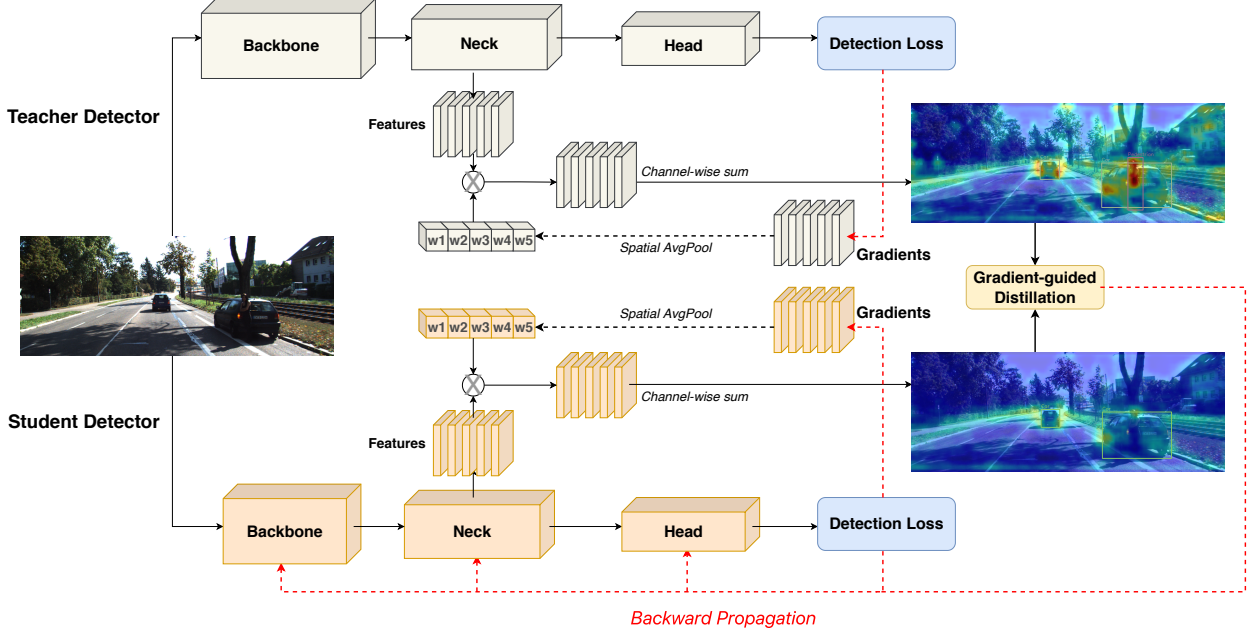 Backbone
Neck
Head
Detection Loss
Teacher Detector
Features
Channel-wise sum
w1 w2 w3 w4 w5
Spatial AvgPool
Gradients
Gradient-guided
Distillation
w1 w2 w3 w4 w5
Spatial AvgPool
Gradients
Channel-wise sum
Student Detector
Features
Backbone
Neck
Head
Detection Loss
Backward Propagation